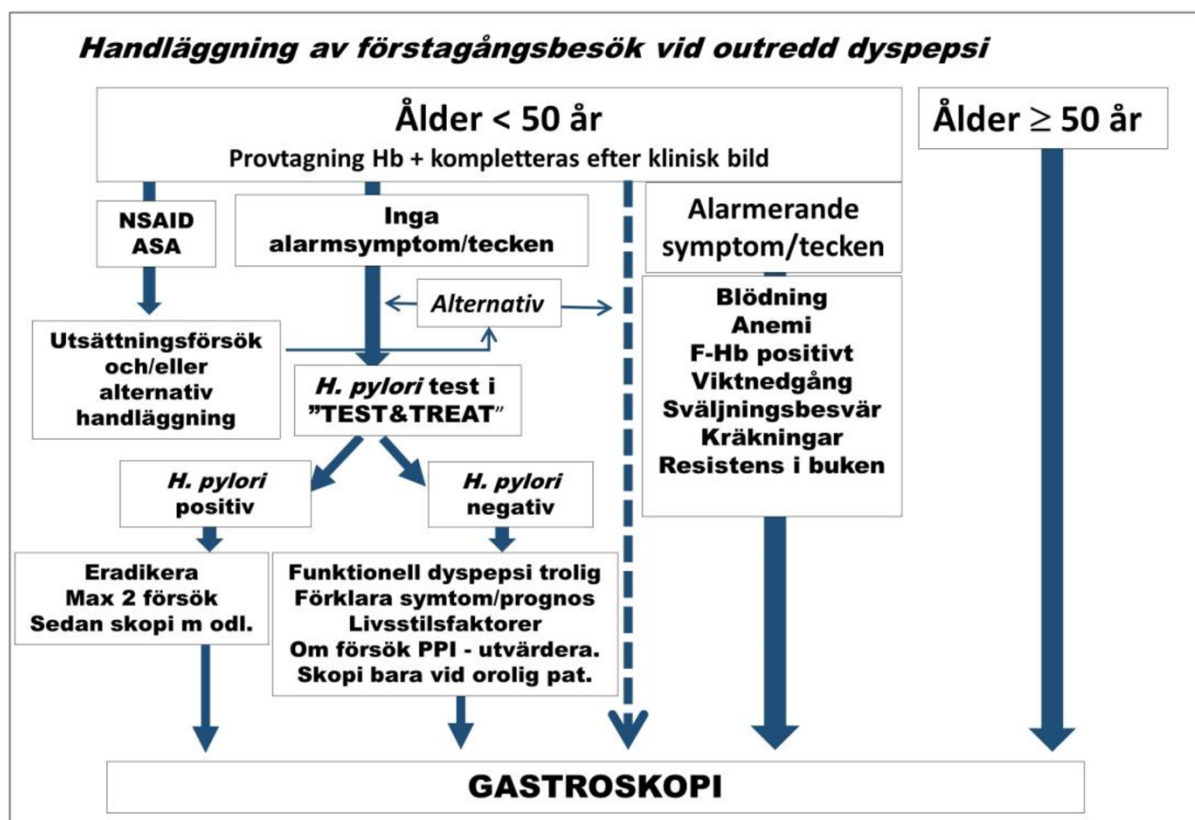 Handläggning av förstagångsbesök vid outredd dyspepsi
Ålder < 50 år
Provtagning Hb + kompletteras efter klinisk bild
Ålder ≥ 50 år
NSAID
ASA
Inga
alarmsymptom/tecken
Alarmerande
symptom/tecken
Alternativ
Utsättningsförsök
och/eller
alternativ
handläggning
H. pylori test i
”TEST&TREAT”
Blödning
Anemi
F-Hb positivt
Viktnedgång
Sväljningsbesvär
Kräkningar
Resistens i buken
H. pylori
positiv
H. pylori
negativ
Eradikera
Max 2 försök
Sedan skopi m odl.
Funktionell dyspepsi trolig
Förklara symtom/prognos
Livsstilsfaktorer
Om försök PPI - utvärdera.
Skopi bara vid orolig pat.
GASTROSKOPI